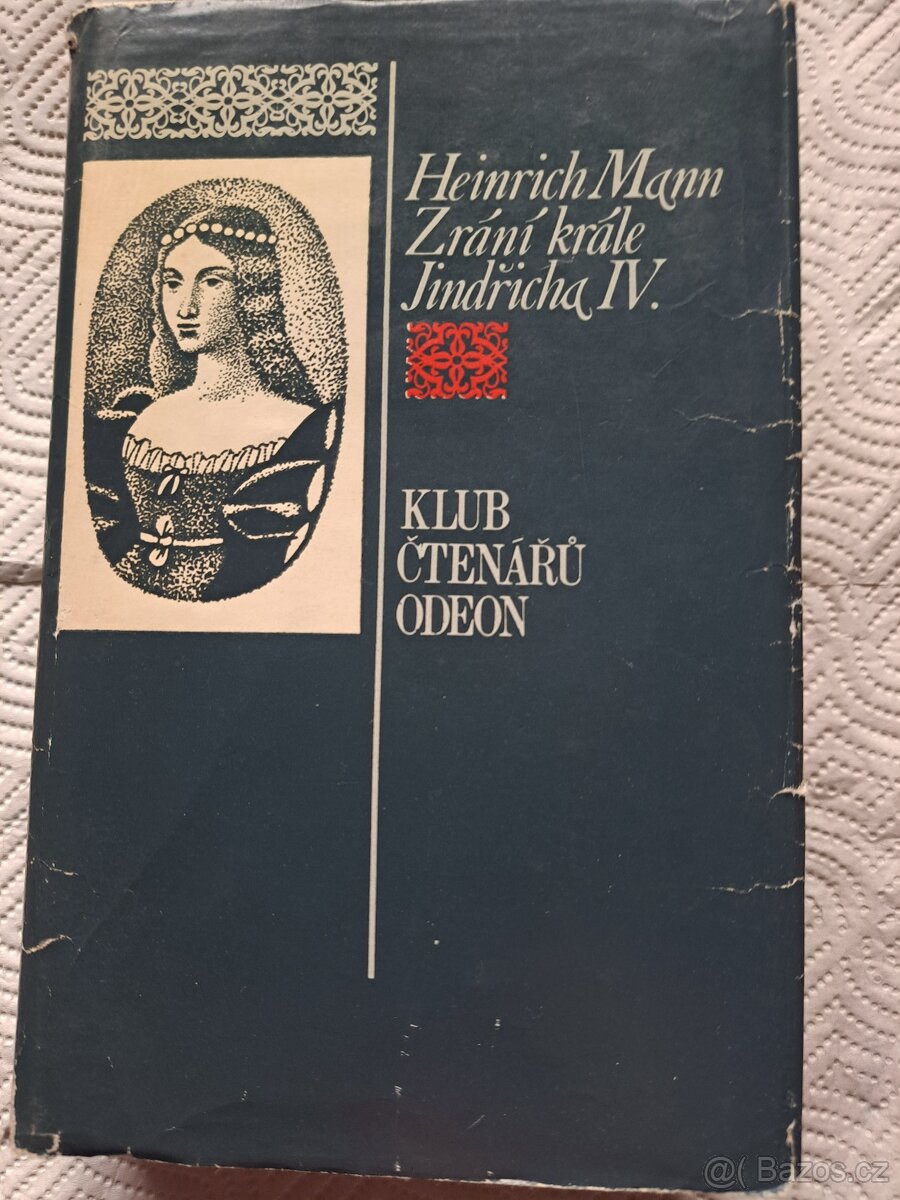 Heinrich Mann
Zrání krále
Jindřicha IV.
KLUB
ČTENÁŘŮ
ODEON
@( Bazos.cz